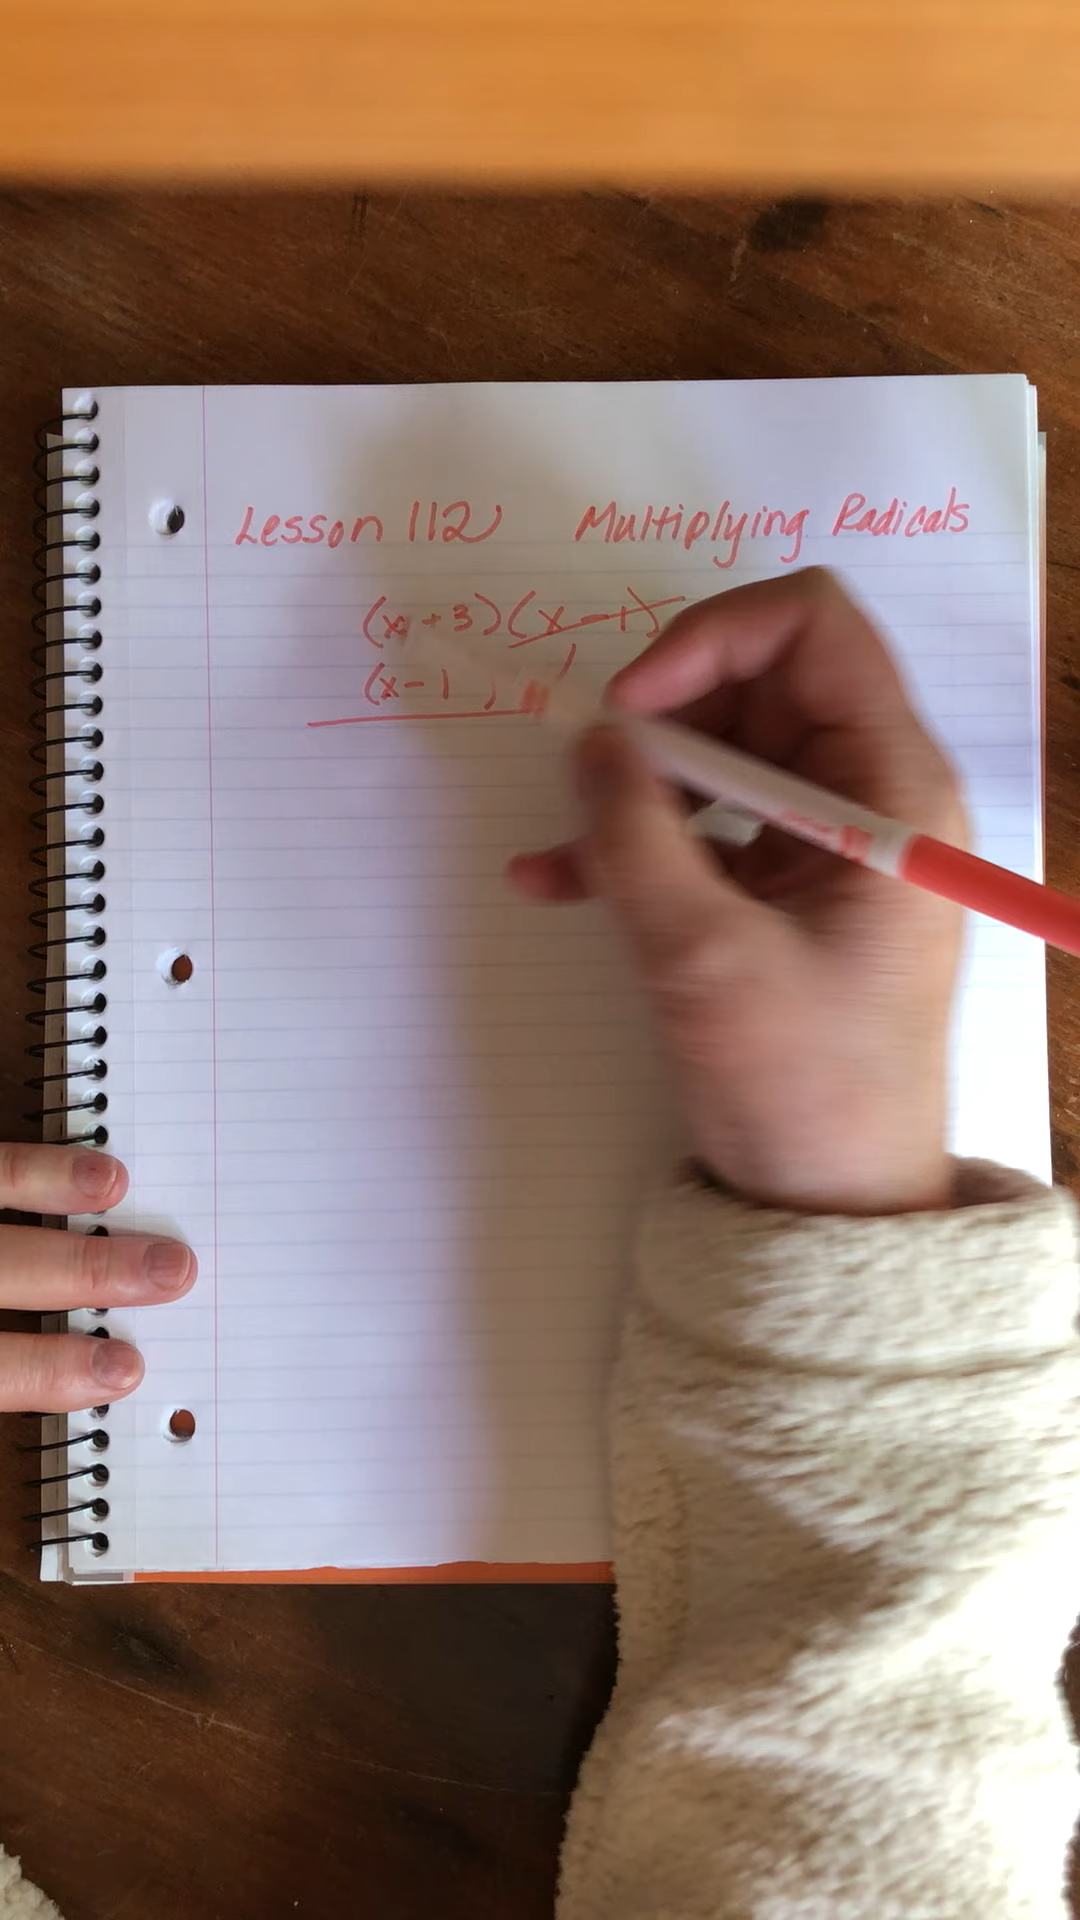 Lesson 112 Multiplying Radicals
(x + 3)(x - 1)
(x - 1 )